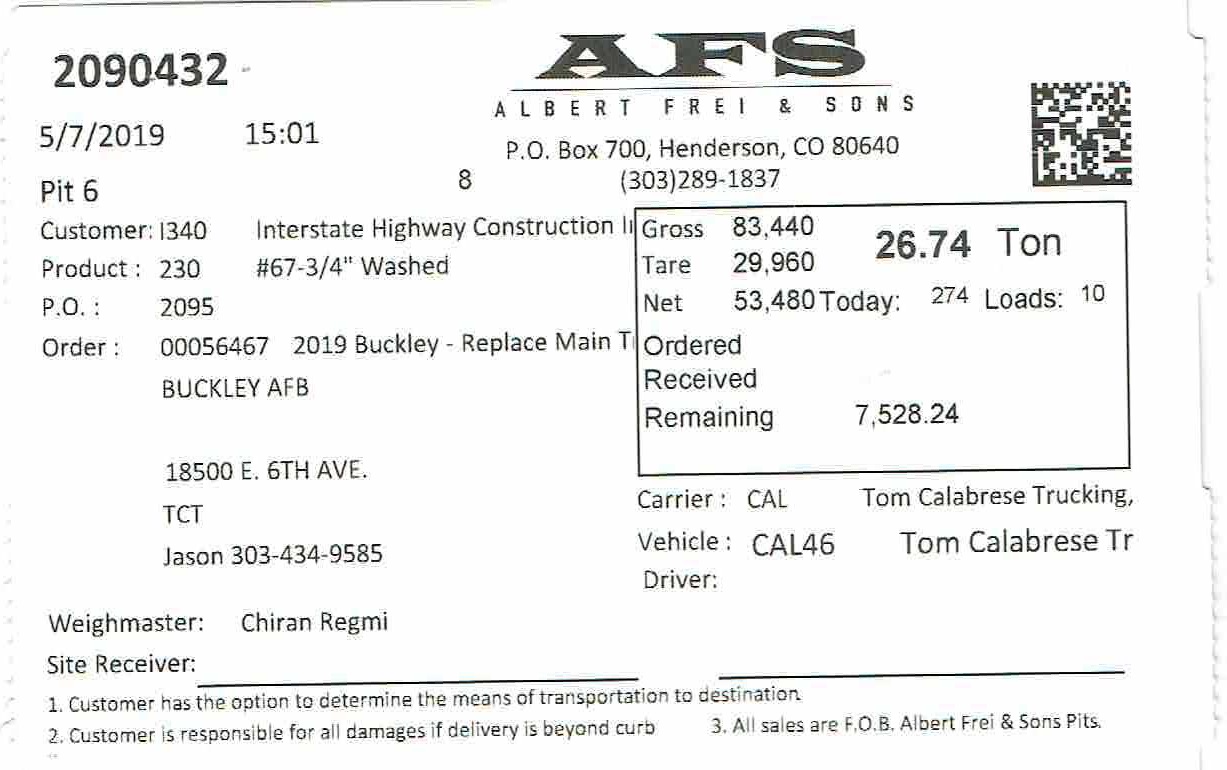 2090432
AFS
ALBERT FREI & SONS
5/7/2019 15:01
P.O. Box 700, Henderson, CO 80640
Pit 6 8 (303)289-1837
Customer: I340 Interstate Highway Construction I
Product : 230 #67-3/4" Washed
P.O. : 2095
Order : 00056467 2019 Buckley - Replace Main T
BUCKLEY AFB
18500 E. 6TH AVE.
TCT
Jason 303-434-9585
Gross 83,440 26.74 Ton
Tare 29,960
Net 53,480 Today: 274 Loads: 10
Ordered
Received
Remaining 7,528.24
Carrier : CAL Tom Calabrese Trucking,
Vehicle : CAL46 Tom Calabrese Tr
Driver:
Weighmaster: Chiran Regmi
Site Receiver:
1. Customer has the option to determine the means of transportation to destination
2. Customer is responsible for all damages if delivery is beyond curb 3. All sales are F.O.B. Albert Frei & Sons Pits.